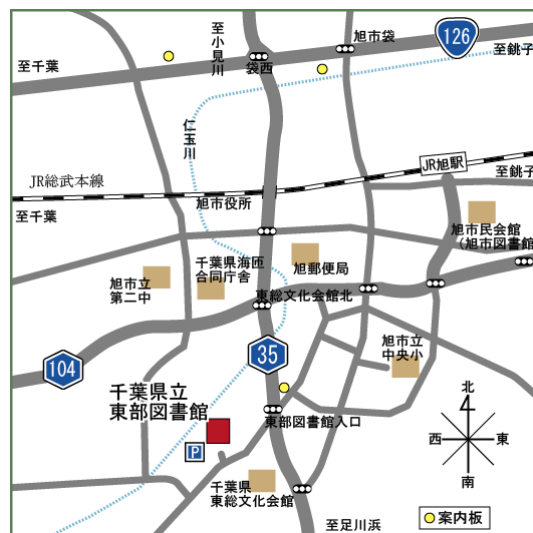 至小見川
旭市袋
126
至千葉
袋西
至銚子
仁玉川
JR総武本線
JR旭駅
至銚子
至千葉
旭市役所
旭市民会館
(旭市図書館)
千葉県海匝
合同庁舎
旭郵便局
旭市立
第二中
東総文化会館北
104
35
旭市立
中央小
千葉県立
東部図書館
東部図書館入口
P
北
西
東
南
千葉県
東総文化会館
至足川浜
案内板